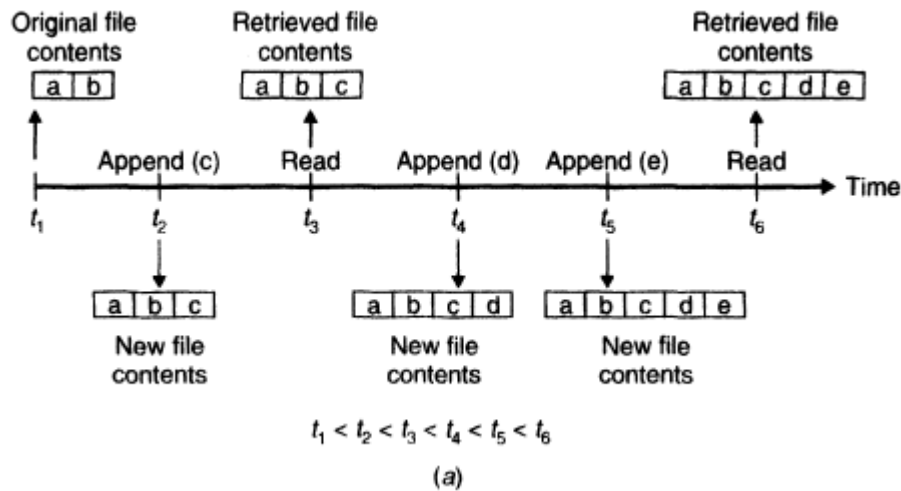 Original file contents
a b
Retrieved file contents
a b c
Retrieved file contents
a b c d e
Append (c)
Read
Append (d)
Append (e)
Read
Time
t1
t2
t3
t4
t5
t6
a b c
New file contents
a b c d
New file contents
a b c d e
New file contents
t1 < t2 < t3 < t4 < t5 < t6
(a)